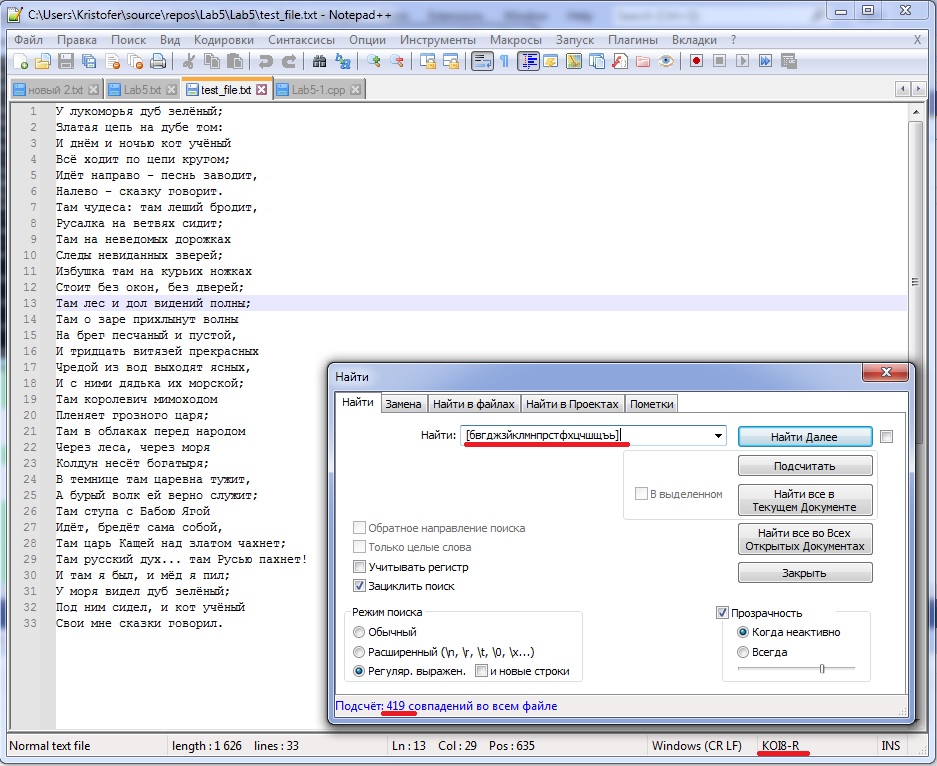 C:\Users\Kristofer\source\repos\Lab5\Lab5\test_file.txt - Notepad++
Файл Правка Поиск Вид Кодировки Синтаксисы Опции Инструменты Макросы Запуск Плагины Вкладки ? X
новый 2.txt Lab5.txt test_file.txt Lab5-1.cpp
1 У лукоморья дуб зелёный;
2 Златая цепь на дубе том:
3 И днём и ночью кот учёный
4 Всё ходит по цепи кругом;
5 Идёт направо - песнь заводит,
6 Налево - сказку говорит.
7 Там чудеса: там леший бродит,
8 Русалка на ветвях сидит;
9 Там на неведомых дорожках
10 Следы невиданных зверей;
11 Избушка там на курьих ножках
12 Стоит без окон, без дверей;
13 Там лес и дол видений полны;
14 Там о заре прихлынут волны
15 На брег песчаный и пустой,
16 И тридцать витязей прекрасных
17 Чредой из вод выходят ясных,
18 И с ними дядька их морской;
19 Там королевич мимоходом
20 Пленяет грозного царя;
21 Там в облаках перед народом
22 Через леса, через моря
23 Колдун несёт богатыря;
24 В темнице там царевна тужит,
25 А бурый волк ей верно служит;
26 Там ступа с Бабою Ягой
27 Идёт, бредёт сама собой,
28 Там царь Кащей над златом чахнет;
29 Там русский дух... там Русью пахнет!
30 И там я был, и мёд я пил;
31 У моря видел дуб зелёный;
32 Под ним сидел, и кот учёный
33 Свои мне сказки говорил.
Найти
Найти Замена Найти в файлах Найти в Проектах Пометки
Найти: [бвгджзйклмнпрстфхцчшщъь]
Найти Далее
Подсчитать
В выделенном
Найти все в
Текущем Документе
Найти все во Всех
Открытых Документах
Закрыть
Обратное направление поиска
Только целые слова
Учитывать регистр
Зациклить поиск
Режим поиска
Обычный
Расширенный (\n, \r, \t, \0, \x...)
Регуляр. выражен. и новые строки
Прозрачность
Когда неактивно
Всегда
Подсчёт: 419 совпадений во всем файле
Normal text file length : 1 626 lines : 33 Ln : 13 Col : 29 Pos : 635 Windows (CR LF) KOI8-R INS